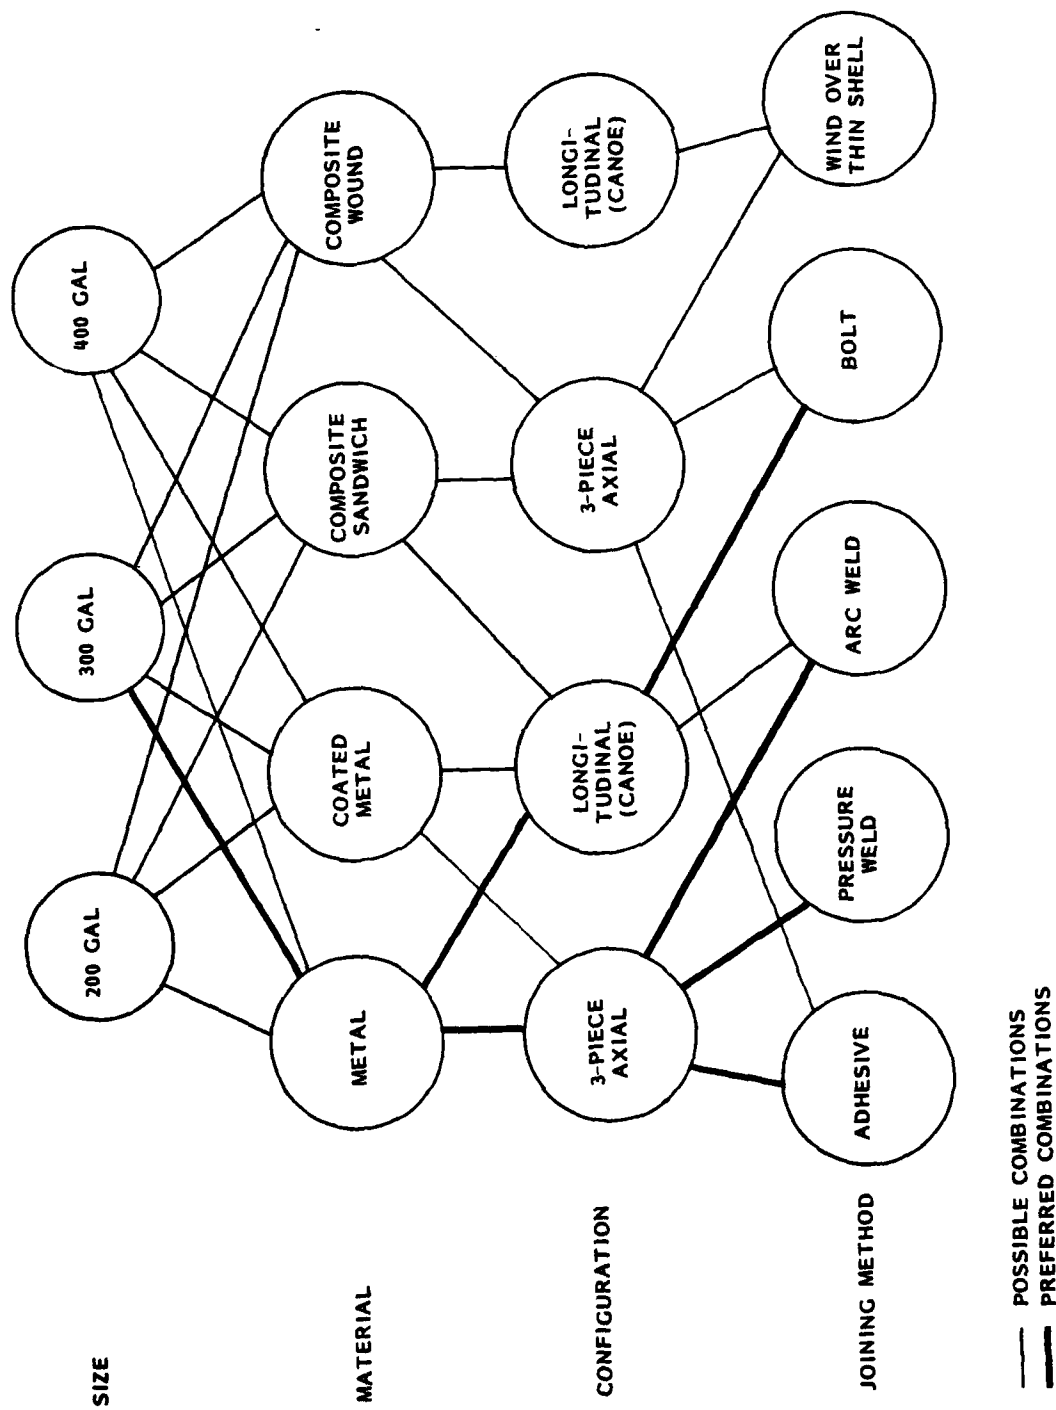 SIZE
200 GAL
300 GAL
400 GAL
MATERIAL
METAL
COATED
METAL
COMPOSITE
SANDWICH
COMPOSITE
WOUND
CONFIGURATION
3-PIECE
AXIAL
LONGI-
TUDINAL
(CANOE)
3-PIECE
AXIAL
LONGI-
TUDINAL
(CANOE)
JOINING METHOD
ADHESIVE
PRESSURE
WELD
ARC WELD
BOLT
WIND OVER
THIN SHELL
POSSIBLE COMBINATIONS
PREFERRED COMBINATIONS